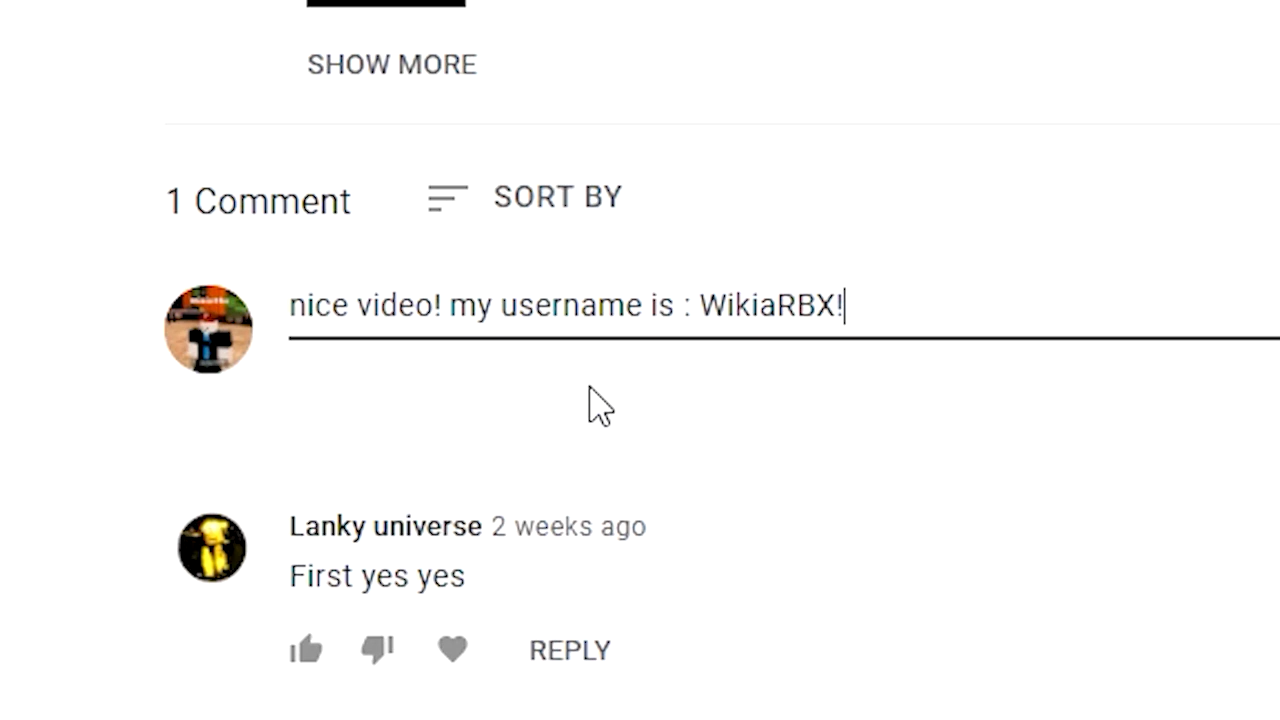 SHOW MORE
1 Comment
SORT BY
nice video! my username is : WikiaRBX!
Lanky universe 2 weeks ago
First yes yes
REPLY